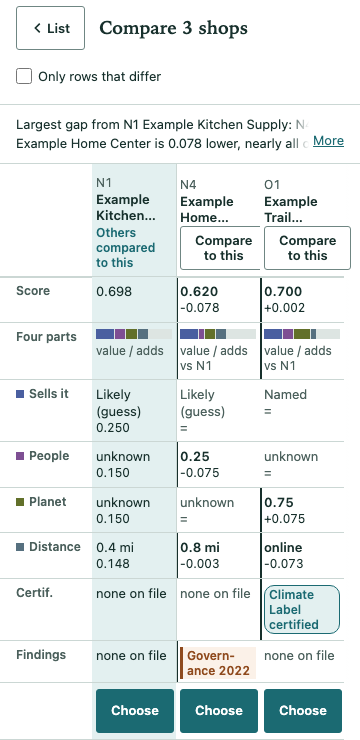 List
Compare 3 shops
Only rows that differ
Largest gap from N1 Example Kitchen Supply:
Example Home Center is 0.078 lower, nearly all
More
N1
Example
Kitchen...
Others
compared
to this
N4
Example
Home...
Compare
to this
O1
Example
Trail...
Compare
to this
Score
0.698
0.620
-0.078
0.700
+0.002
Four parts
value / adds
value / adds
vs N1
value / adds
vs N1
Sells it
Likely
(guess)
0.250
Likely
(guess)
=
Named
=
People
unknown
0.150
0.25
-0.075
unknown
=
Planet
unknown
0.150
unknown
=
0.75
+0.075
Distance
0.4 mi
0.148
0.8 mi
-0.003
online
-0.073
Certif.
none on file
none on file
Climate
Label
certified
Findings
none on file
Govern-
ance 2022
none on file
Choose
Choose
Choose